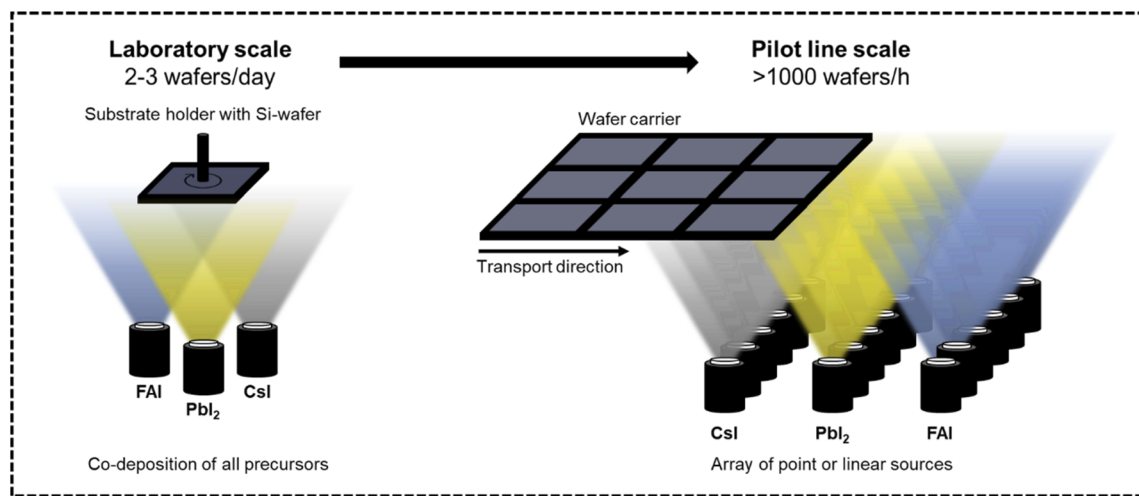 Laboratory scale
2-3 wafers/day
Substrate holder with Si-wafer
FAI
PbI₂
CsI
Co-deposition of all precursors
Pilot line scale
>1000 wafers/h
Wafer carrier
Transport direction
CsI
PbI₂
FAI
Array of point or linear sources